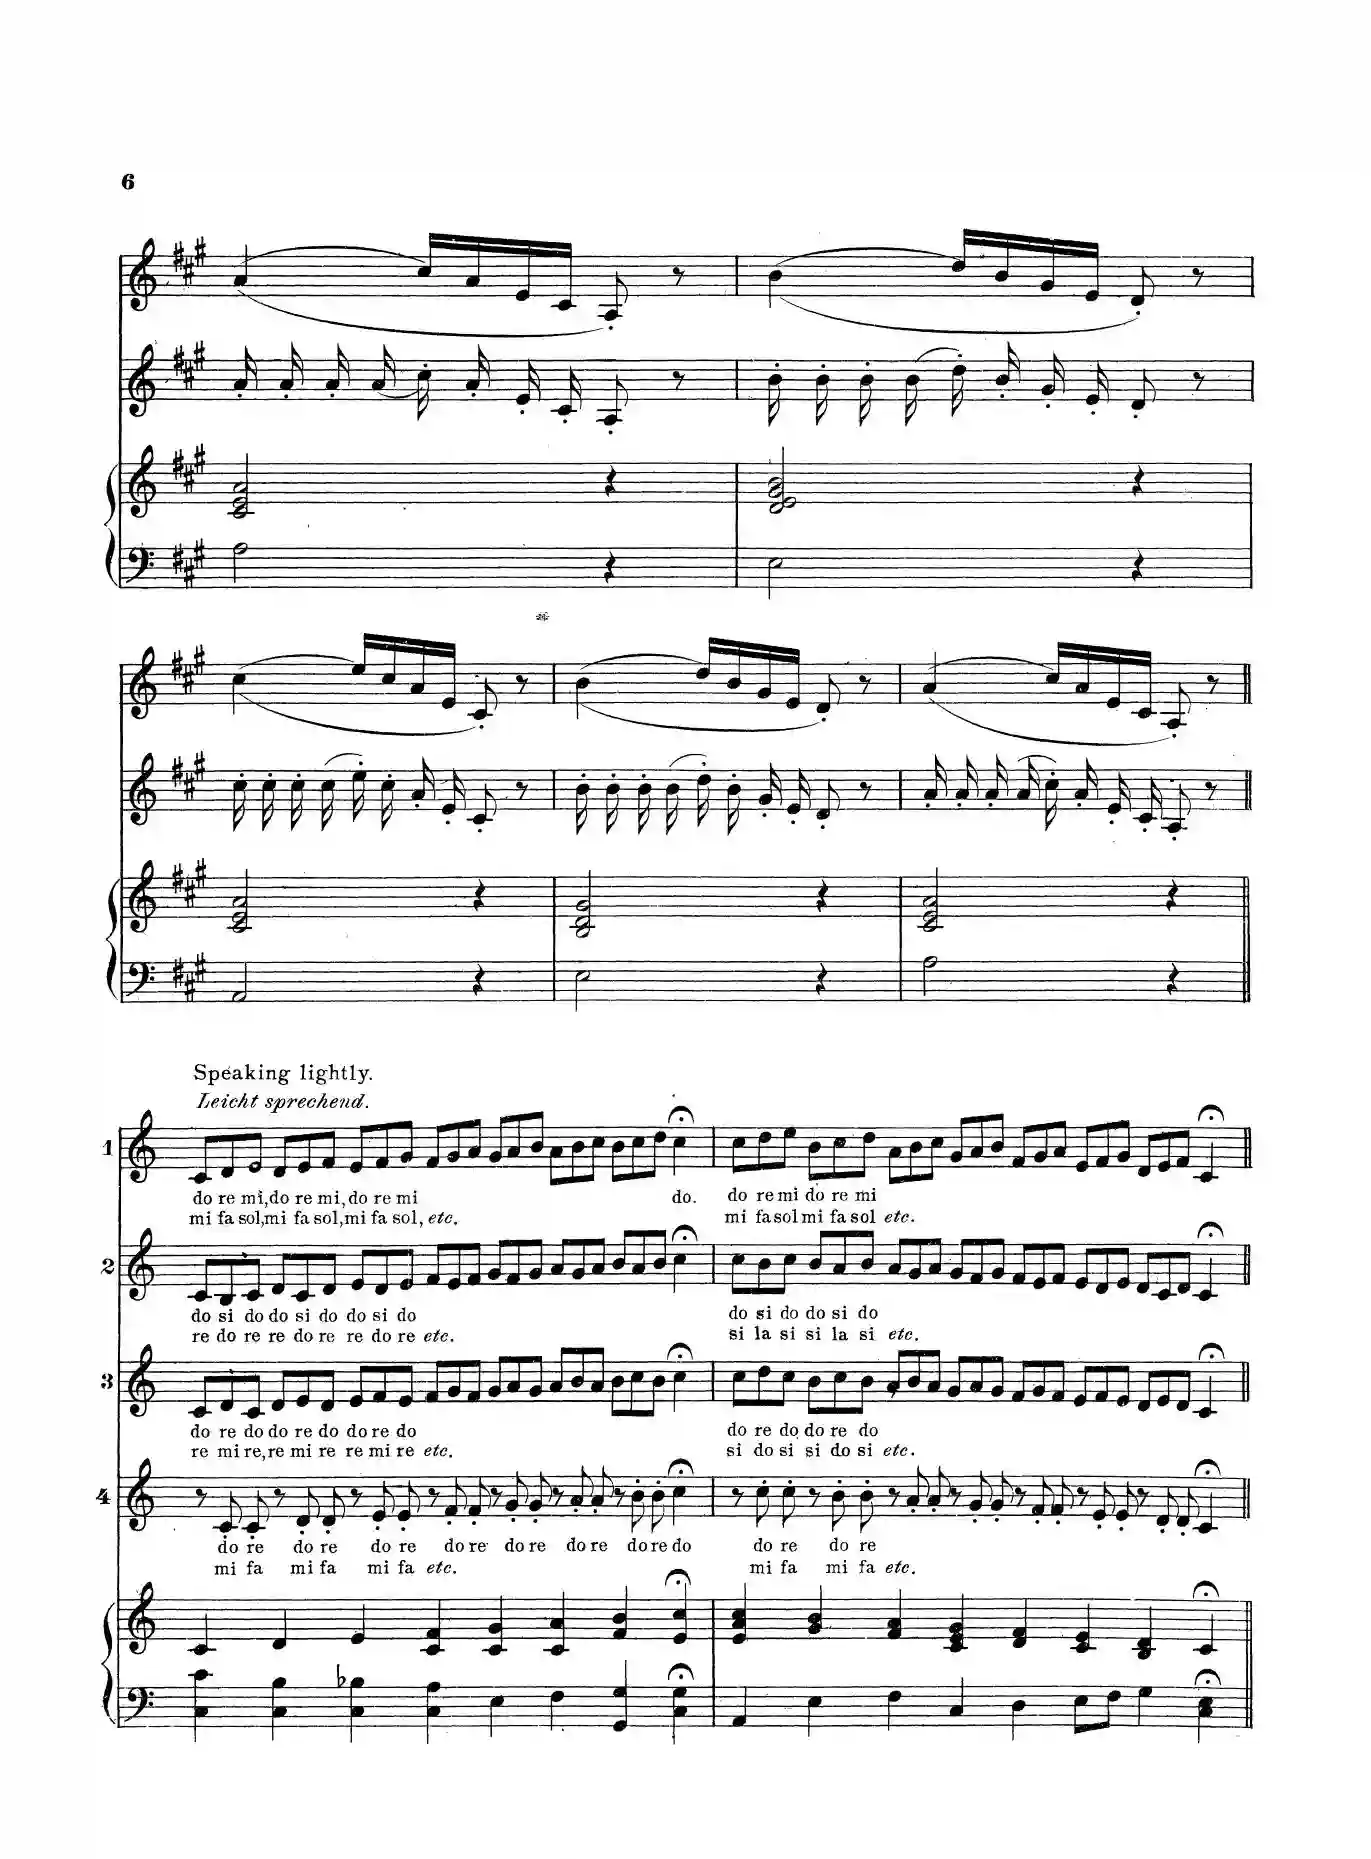 6
Speaking lightly.
Leicht sprechend.
1
do re mi, do re mi, do re mi do. do re mi do re mi
mi fa sol, mi fa sol, mi fa sol, etc. mi fa sol mi fa sol etc.
2
do si do do si do do si do do si do do si do
re do re re do re re do re etc. si la si si la si etc.
3
do re do do re do do re do do re do do re do
re mi re, re mi re re mi re etc. si do si si do si etc.
4
do re do re do re do re do re do re do re do do re do re
mi fa mi fa mi fa etc. mi fa mi fa etc.